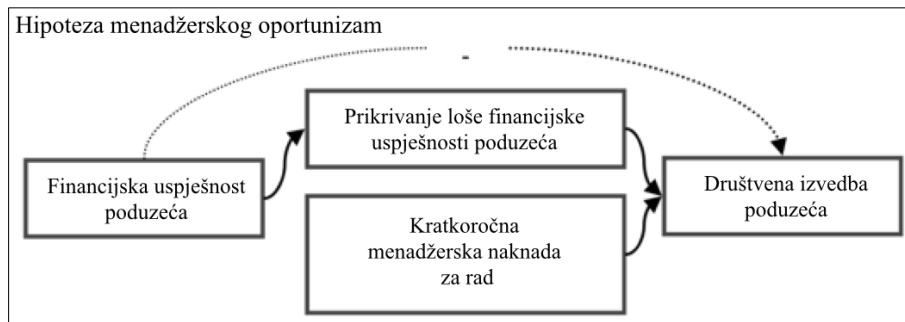 Hipoteza menadžerskog oportunizam
-
Prikrivanje loše financijske
uspješnosti poduzeća
Financijska uspješnost
poduzeća
Društvena izvedba
poduzeća
Kratkoročna
menadžerska naknada
za rad